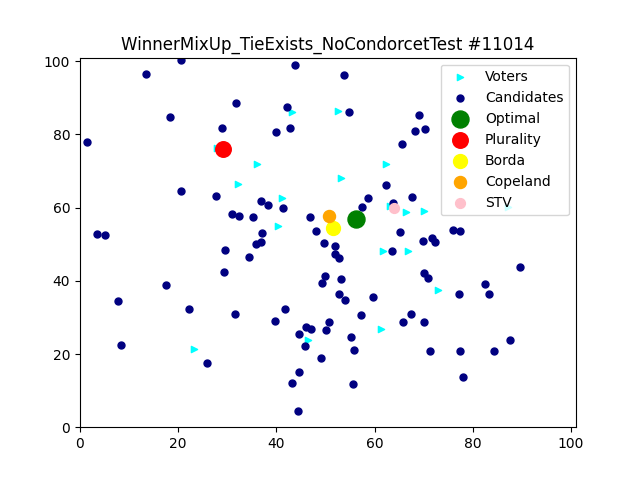 WinnerMixUp_TieExists_NoCondorcetTest #11014
100
80
60
40
20
0
0
20
40
60
80
100
Voters
Candidates
Optimal
Plurality
Borda
Copeland
STV